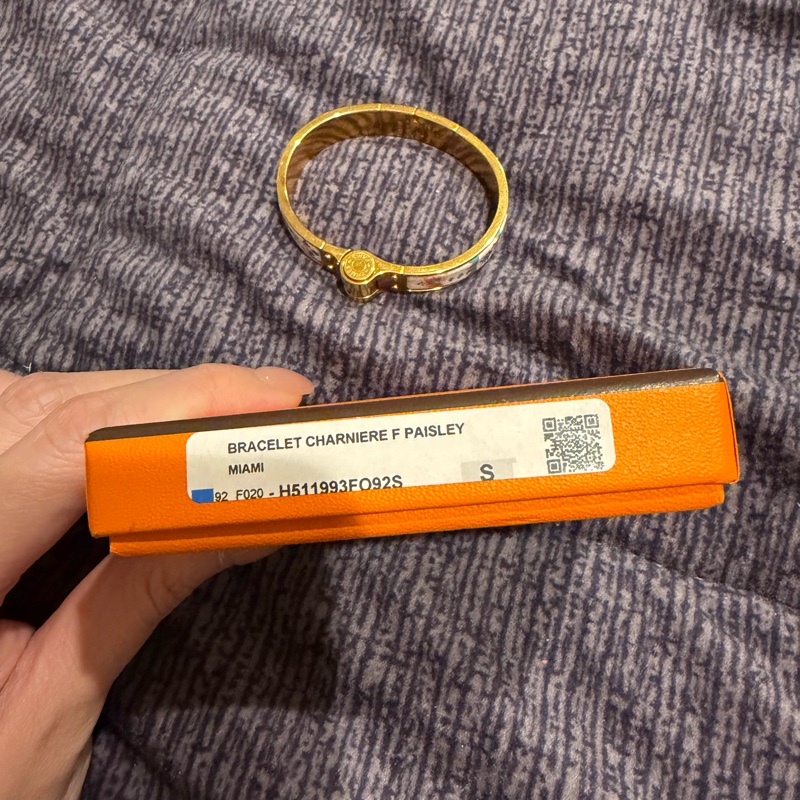 BRACELET CHARNIERE F PAISLEY
MIAMI
92 F020 - H511993FO92S
S